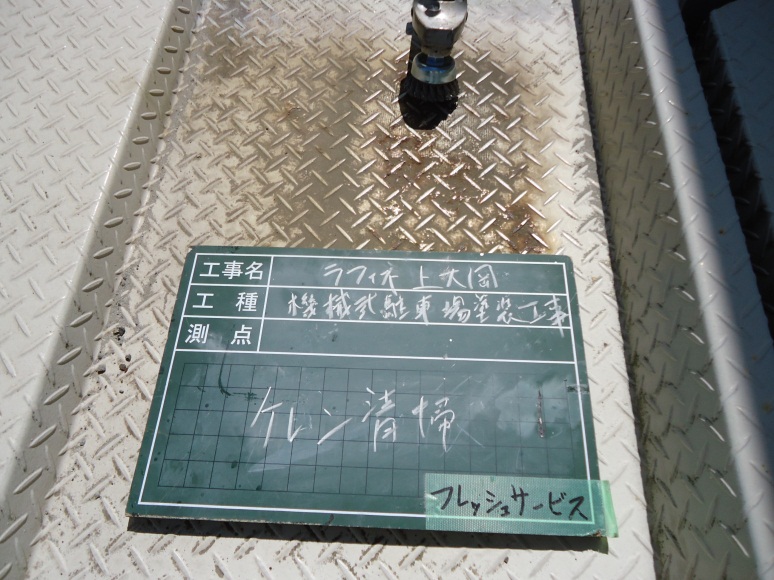 工事名 ラフィネ上大岡
工種 機械式駐車場塗装工事
測点
ケレン清掃
フレッシュサービス